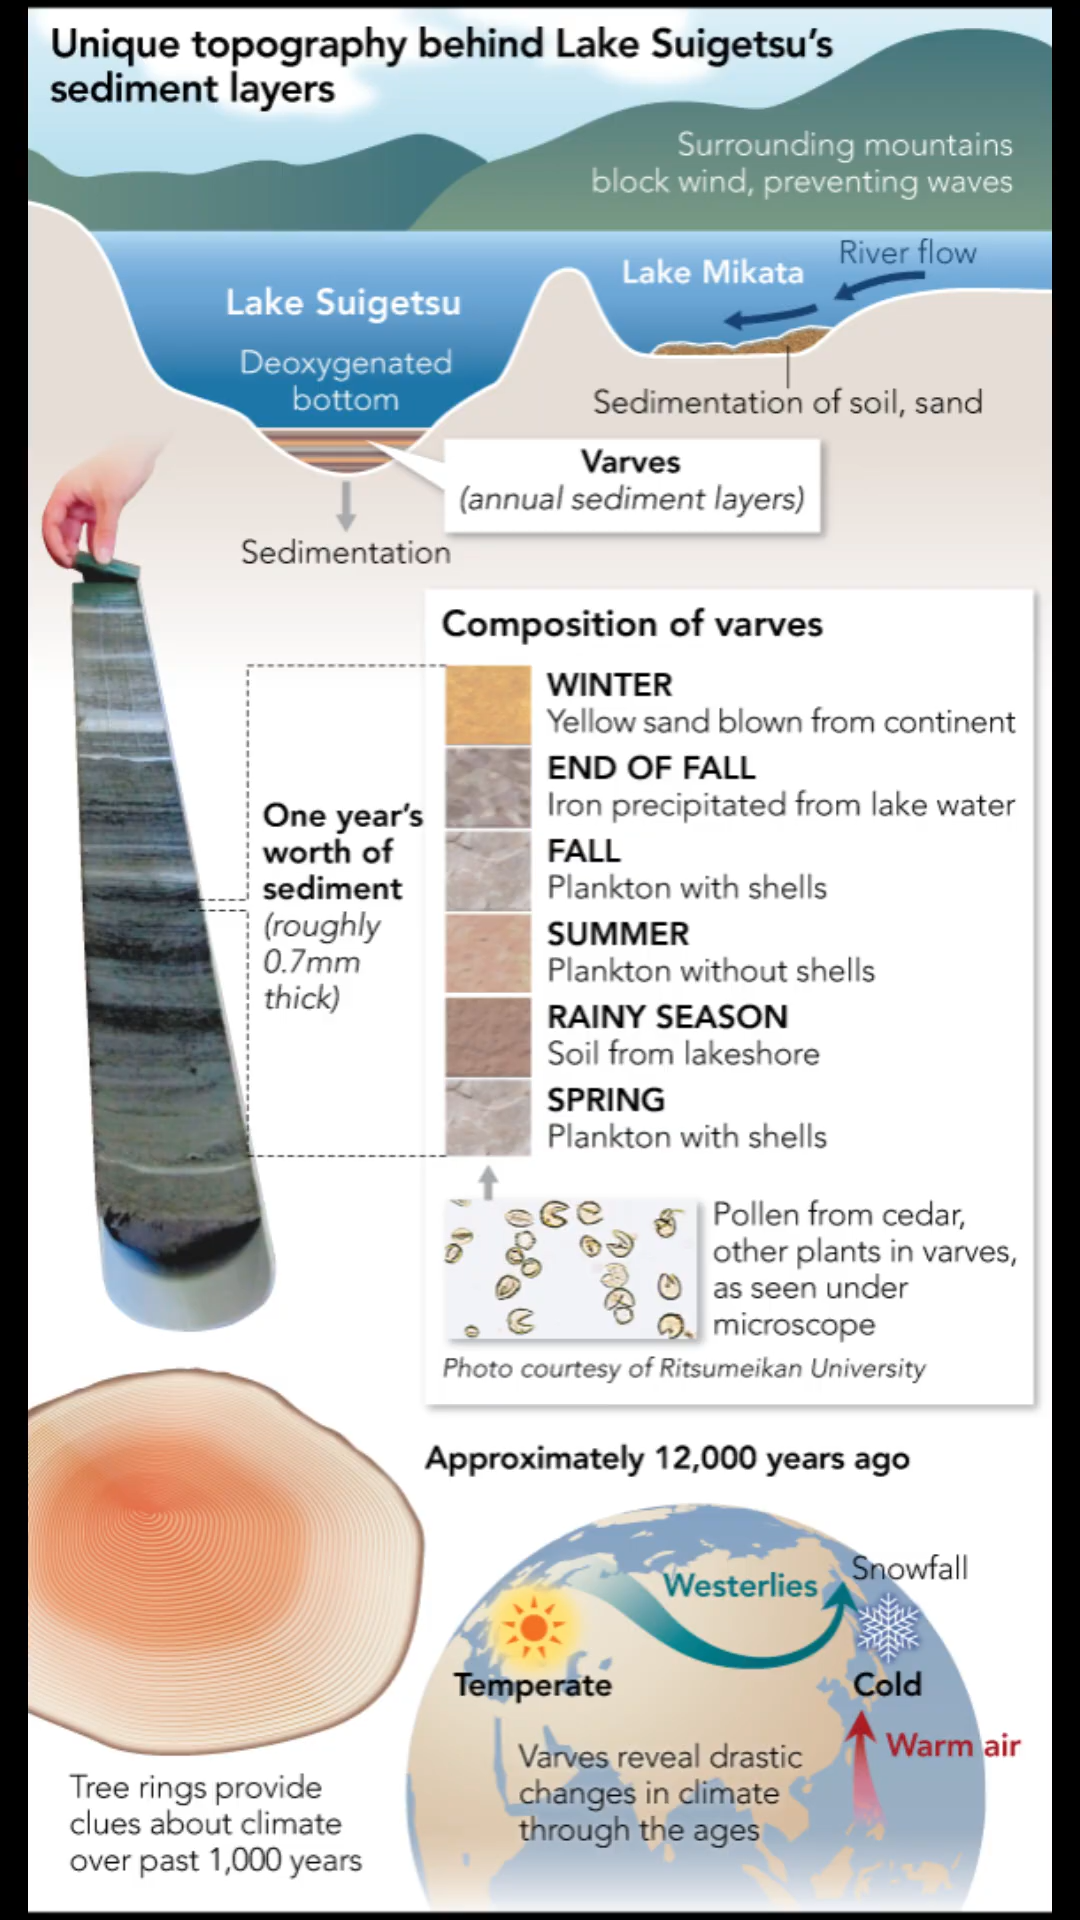 Unique topography behind Lake Suigetsu's
sediment layers
Surrounding mountains
block wind, preventing waves
River flow
Lake Mikata
Lake Suigetsu
Deoxygenated
bottom
Sedimentation of soil, sand
Varves
(annual sediment layers)
Sedimentation
Composition of varves
WINTER
Yellow sand blown from continent
END OF FALL
Iron precipitated from lake water
FALL
Plankton with shells
SUMMER
Plankton without shells
RAINY SEASON
Soil from lakeshore
SPRING
Plankton with shells
One year's
worth of
sediment
(roughly
0.7mm
thick)
Pollen from cedar,
other plants in varves,
as seen under
microscope
Photo courtesy of Ritsumeikan University
Approximately 12,000 years ago
Snowfall
Westerlies
Temperate
Cold
Warm air
Varves reveal drastic
changes in climate
through the ages
Tree rings provide
clues about climate
over past 1,000 years